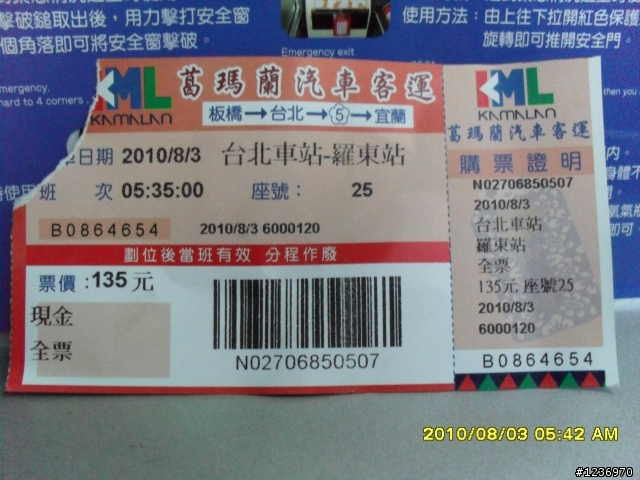 擊破後鎚取出後，用力擊打安全窗
個角落即可將安全窗擊破。
使用方法：由上往下拉開紅色保護
旋轉即可推開安全門。
Emergency exit
mergency.
hard to 4 corners
then you
KML
KAMALAN
葛瑪蘭汽車客運
板橋→台北→5→宜蘭
日期 2010/8/3 台北車站-羅東站
班 次 05:35:00 座號： 25
B0864654 2010/8/3 6000120
劃位後當班有效 分程作廢
票價：135元
現金
全票
N02706850507
KML
KAMALAN
葛瑪蘭汽車客運
購票證明
N02706850507
2010/8/3
台北車站
羅東站
全票
135元 座號25
2010/8/3
6000120
B0864654
2010/08/03 05:42 AM
#1236970